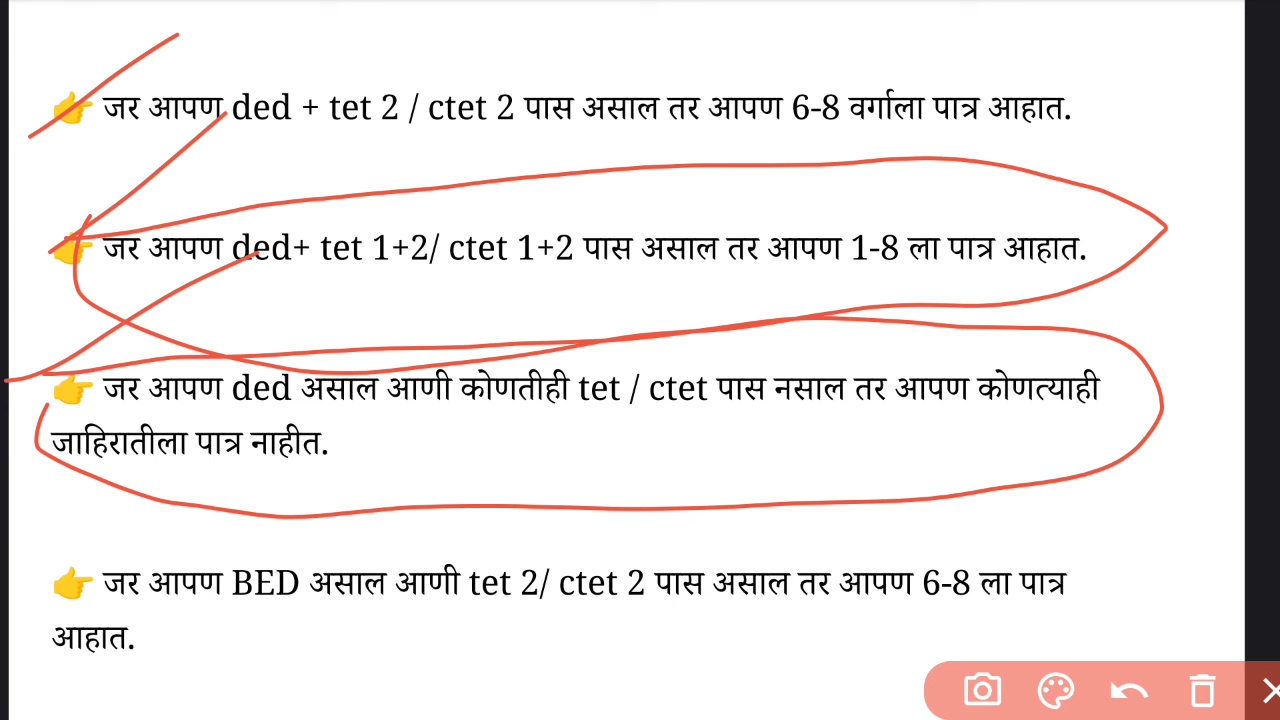 👉 जर आपण ded + tet 2 / ctet 2 पास असाल तर आपण 6-8 वर्गाला पात्र आहात.
👉 जर आपण ded+ tet 1+2/ ctet 1+2 पास असाल तर आपण 1-8 ला पात्र आहात.
👉 जर आपण ded असाल आणी कोणतीही tet / ctet पास नसाल तर आपण कोणत्याही
जाहिरातीला पात्र नाहीत.
👉 जर आपण BED असाल आणी tet 2/ ctet 2 पास असाल तर आपण 6-8 ला पात्र
आहात.